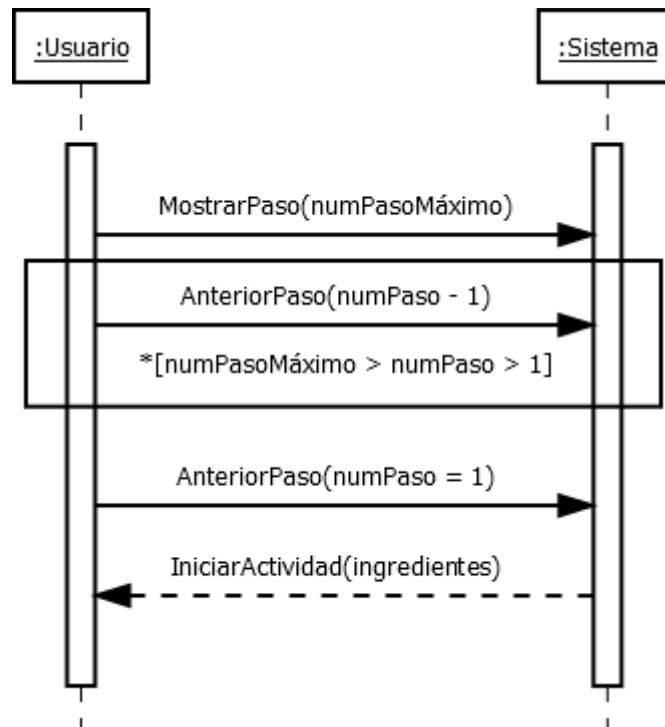 :Usuario
:Sistema
MostrarPaso(numPasoMáximo)
AnteriorPaso(numPaso - 1)
*[numPasoMáximo > numPaso > 1]
AnteriorPaso(numPaso = 1)
IniciarActividad(ingredientes)